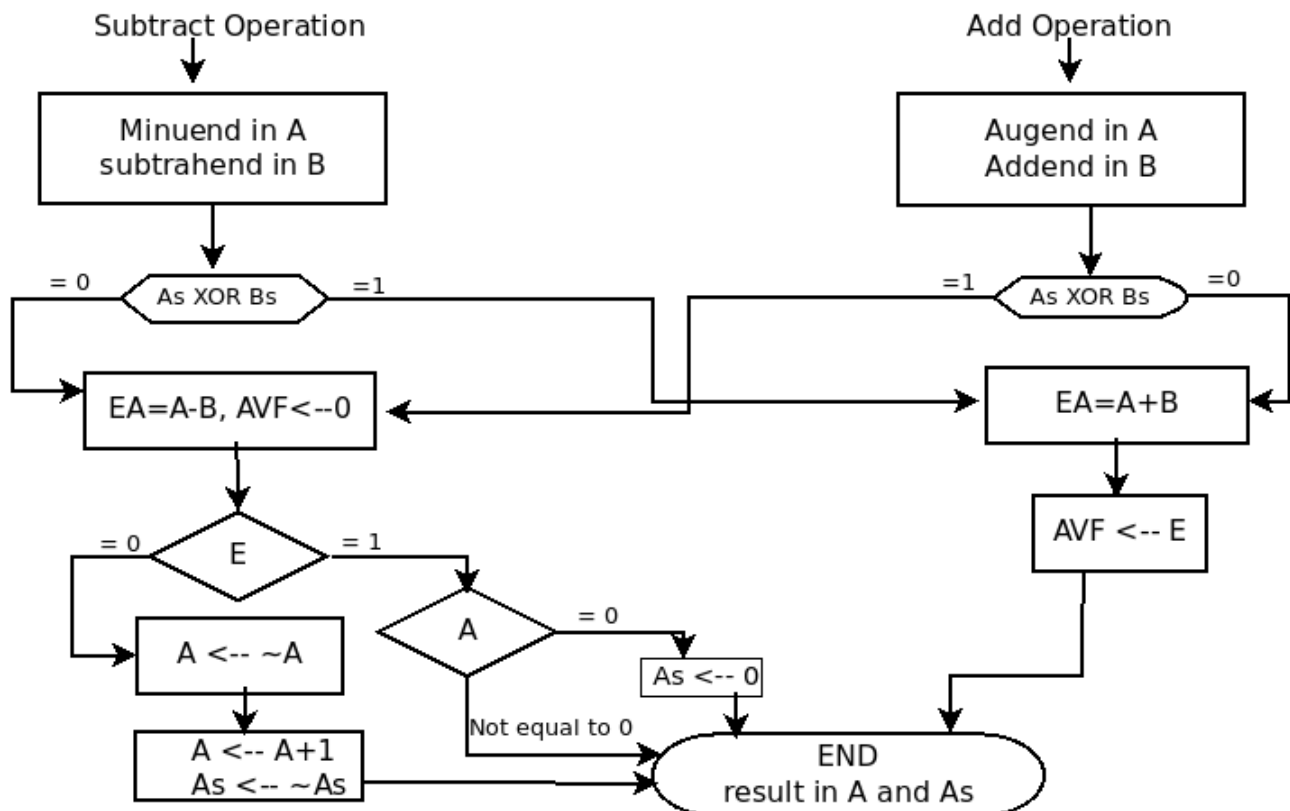 Subtract Operation
Add Operation
Minuend in A
subtrahend in B
Augend in A
Addend in B
= 0
As XOR Bs
=1
=1
As XOR Bs
=0
EA=A-B, AVF<--0
EA=A+B
= 0
E
= 1
AVF <-- E
A
= 0
A <-- ~A
As <-- 0
Not equal to 0
A <-- A+1
As <-- ~As
END
result in A and As